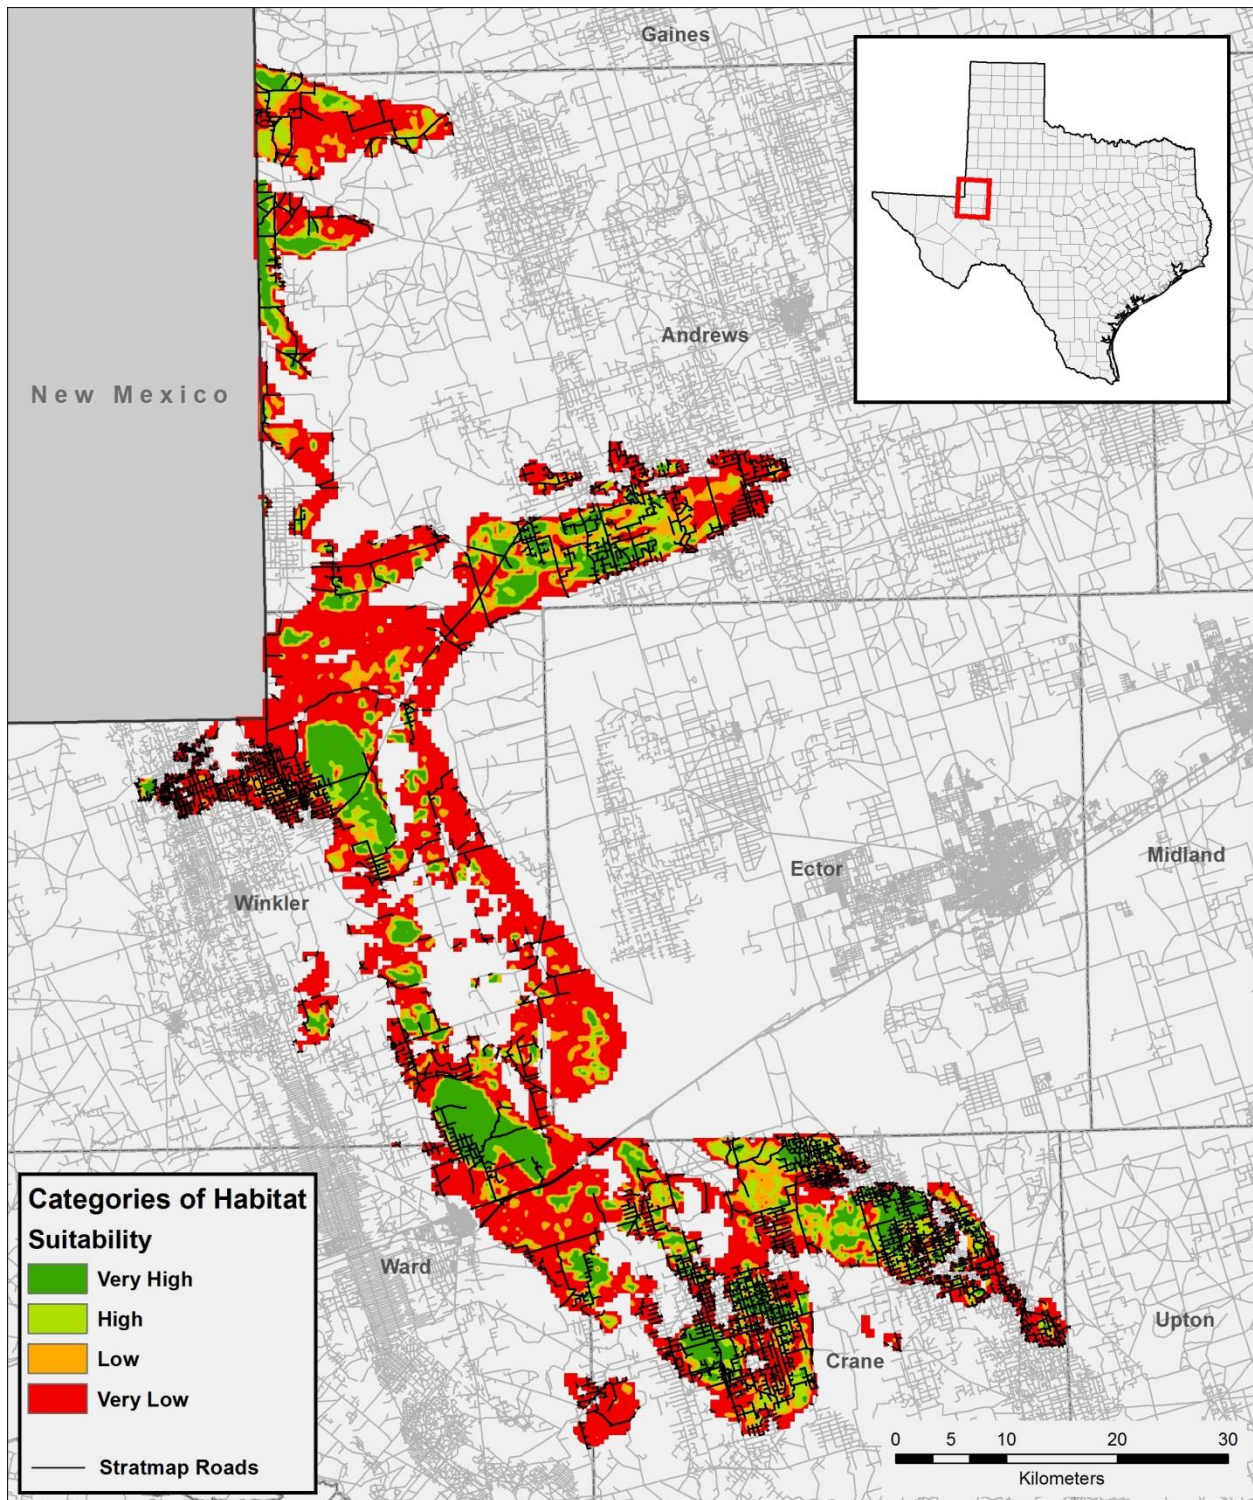 Gaines
Andrews
New Mexico
Ector
Midland
Winkler
Ward
Upton
Crane
Categories of Habitat
Suitability
Very High
High
Low
Very Low
Stratmap Roads
0 5 10 20 30
Kilometers